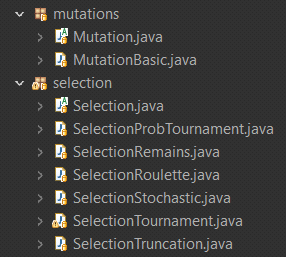 mutations
Mutation.java
MutationBasic.java
selection
Selection.java
SelectionProbTournament.java
SelectionRemains.java
SelectionRoulette.java
SelectionStochastic.java
SelectionTournament.java
SelectionTruncation.java